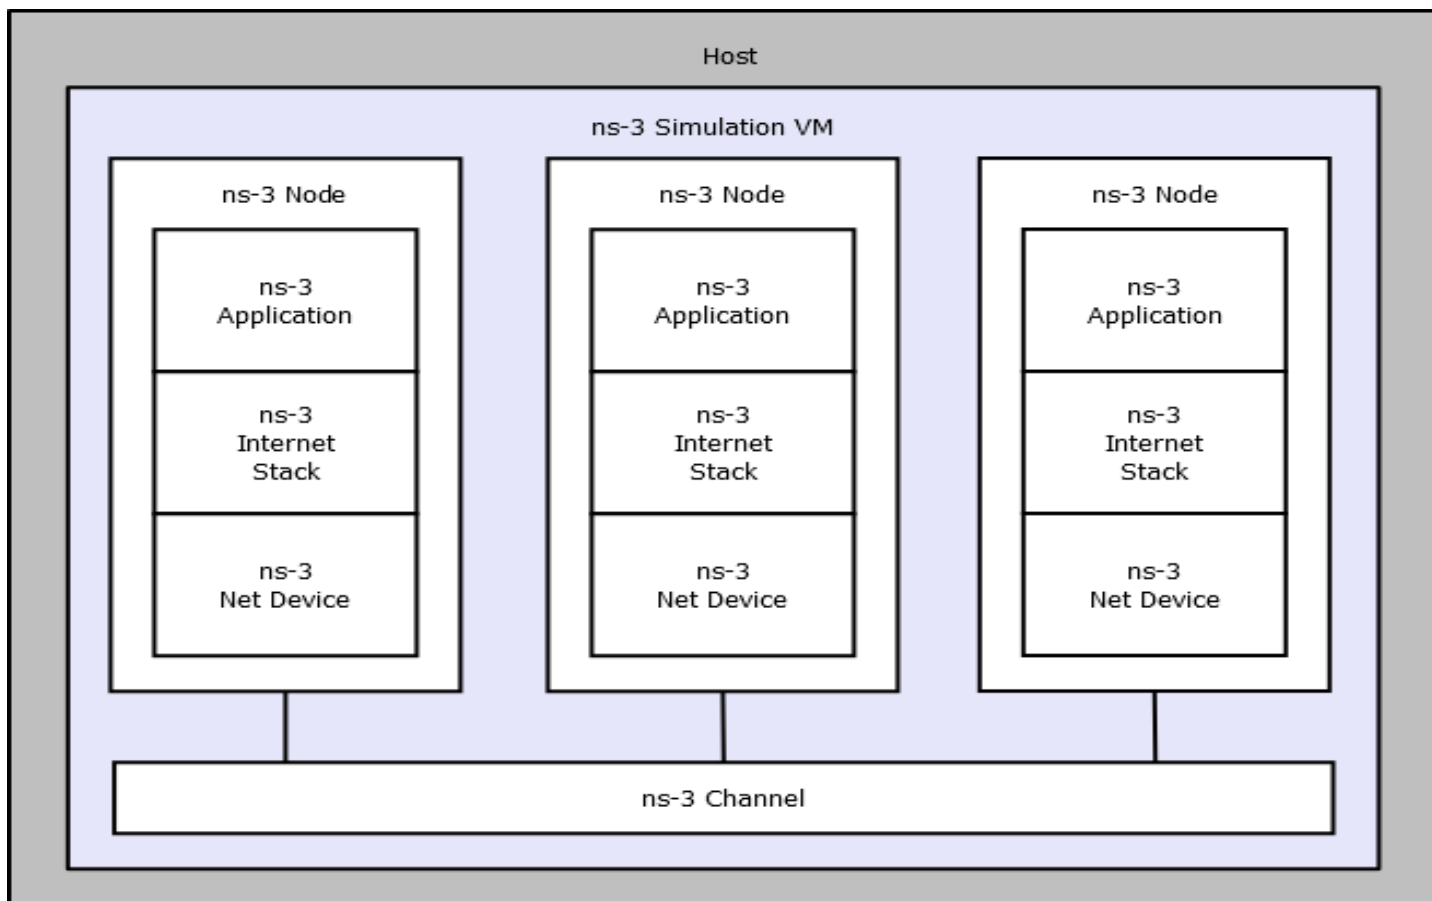 Host
ns-3 Simulation VM
ns-3 Node
ns-3
Application
ns-3
Internet
Stack
ns-3
Net Device
ns-3 Node
ns-3
Application
ns-3
Internet
Stack
ns-3
Net Device
ns-3 Node
ns-3
Application
ns-3
Internet
Stack
ns-3
Net Device
ns-3 Channel